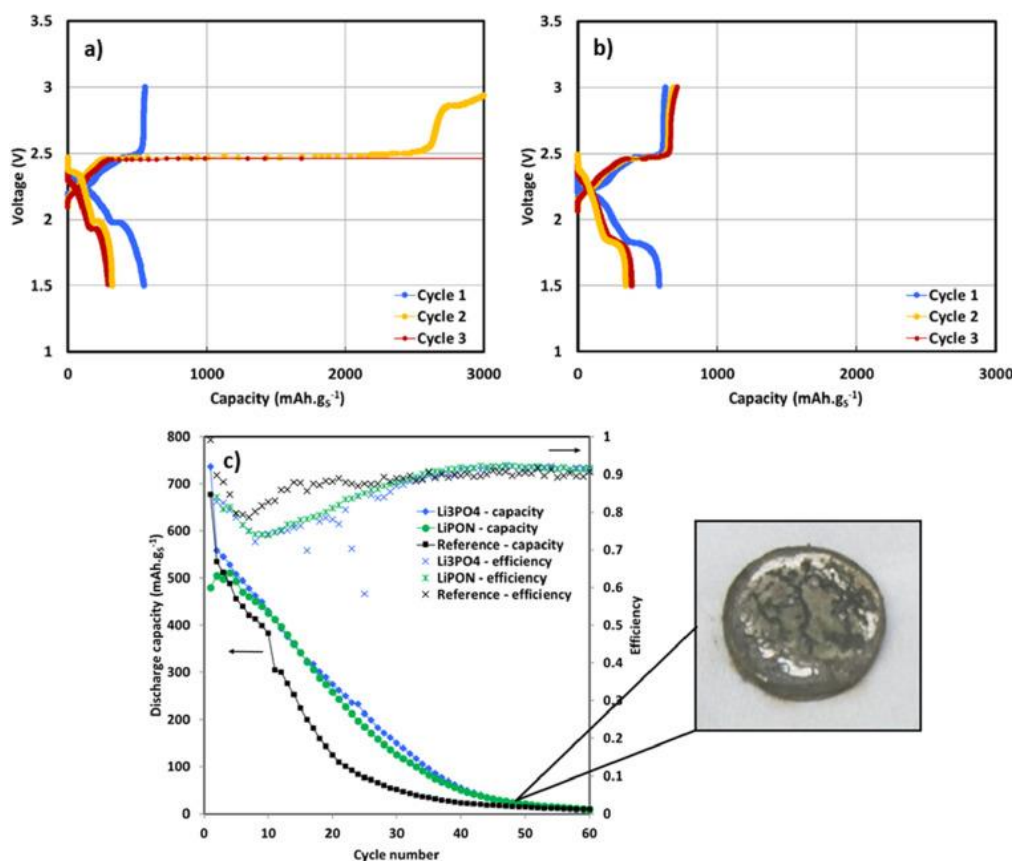 a)
3.5
3
2.5
2
1.5
1
Voltage (V)
0
1000
2000
3000
Capacity (mAh.gS-1)
Cycle 1
Cycle 2
Cycle 3
b)
3.5
3
2.5
2
1.5
1
Voltage (V)
0
1000
2000
3000
Capacity (mAh.gS-1)
Cycle 1
Cycle 2
Cycle 3
c)
800
700
600
500
400
300
200
100
0
Discharge capacity (mAh.gS-1)
0
10
20
30
40
50
60
Cycle number
1
0.9
0.8
0.7
0.6
0.5
0.4
0.3
0.2
0.1
0
Efficiency
Li3PO4 - capacity
LiPON - capacity
Reference - capacity
Li3PO4 - efficiency
LiPON - efficiency
Reference - efficiency